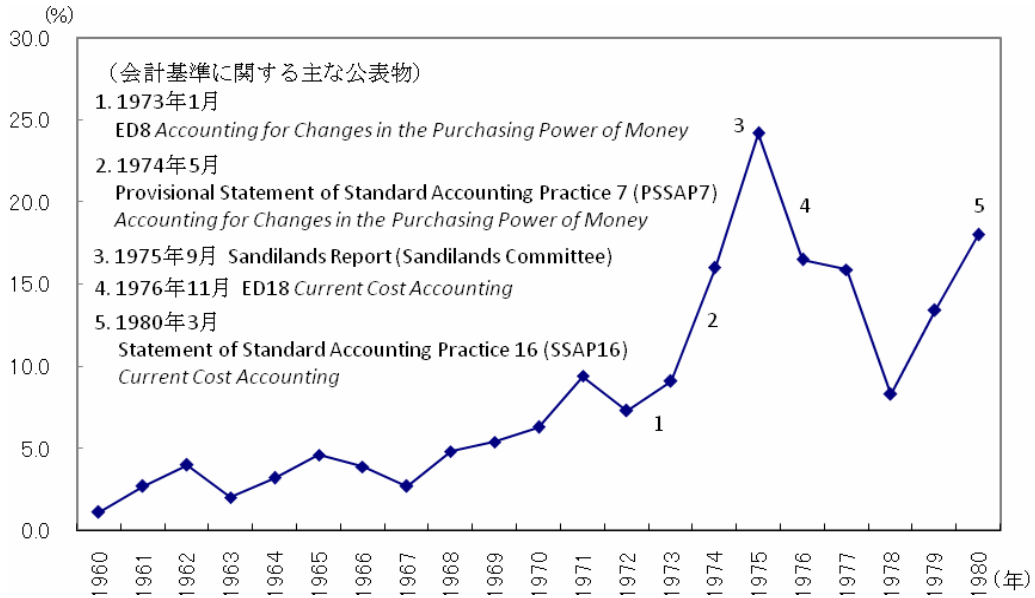 (%)
30.0
25.0
20.0
15.0
10.0
5.0
0.0
（会計基準に関する主な公表物）
1. 1973年1月
ED8 Accounting for Changes in the Purchasing Power of Money
2. 1974年5月
Provisional Statement of Standard Accounting Practice 7 (PSSAP7)
Accounting for Changes in the Purchasing Power of Money
3. 1975年9月 Sandilands Report (Sandilands Committee)
4. 1976年11月 ED18 Current Cost Accounting
5. 1980年3月
Statement of Standard Accounting Practice 16 (SSAP16)
Current Cost Accounting
1
2
3
4
5
1960
1961
1962
1963
1964
1965
1966
1967
1968
1969
1970
1971
1972
1973
1974
1975
1976
1977
1978
1979
1980
(年)